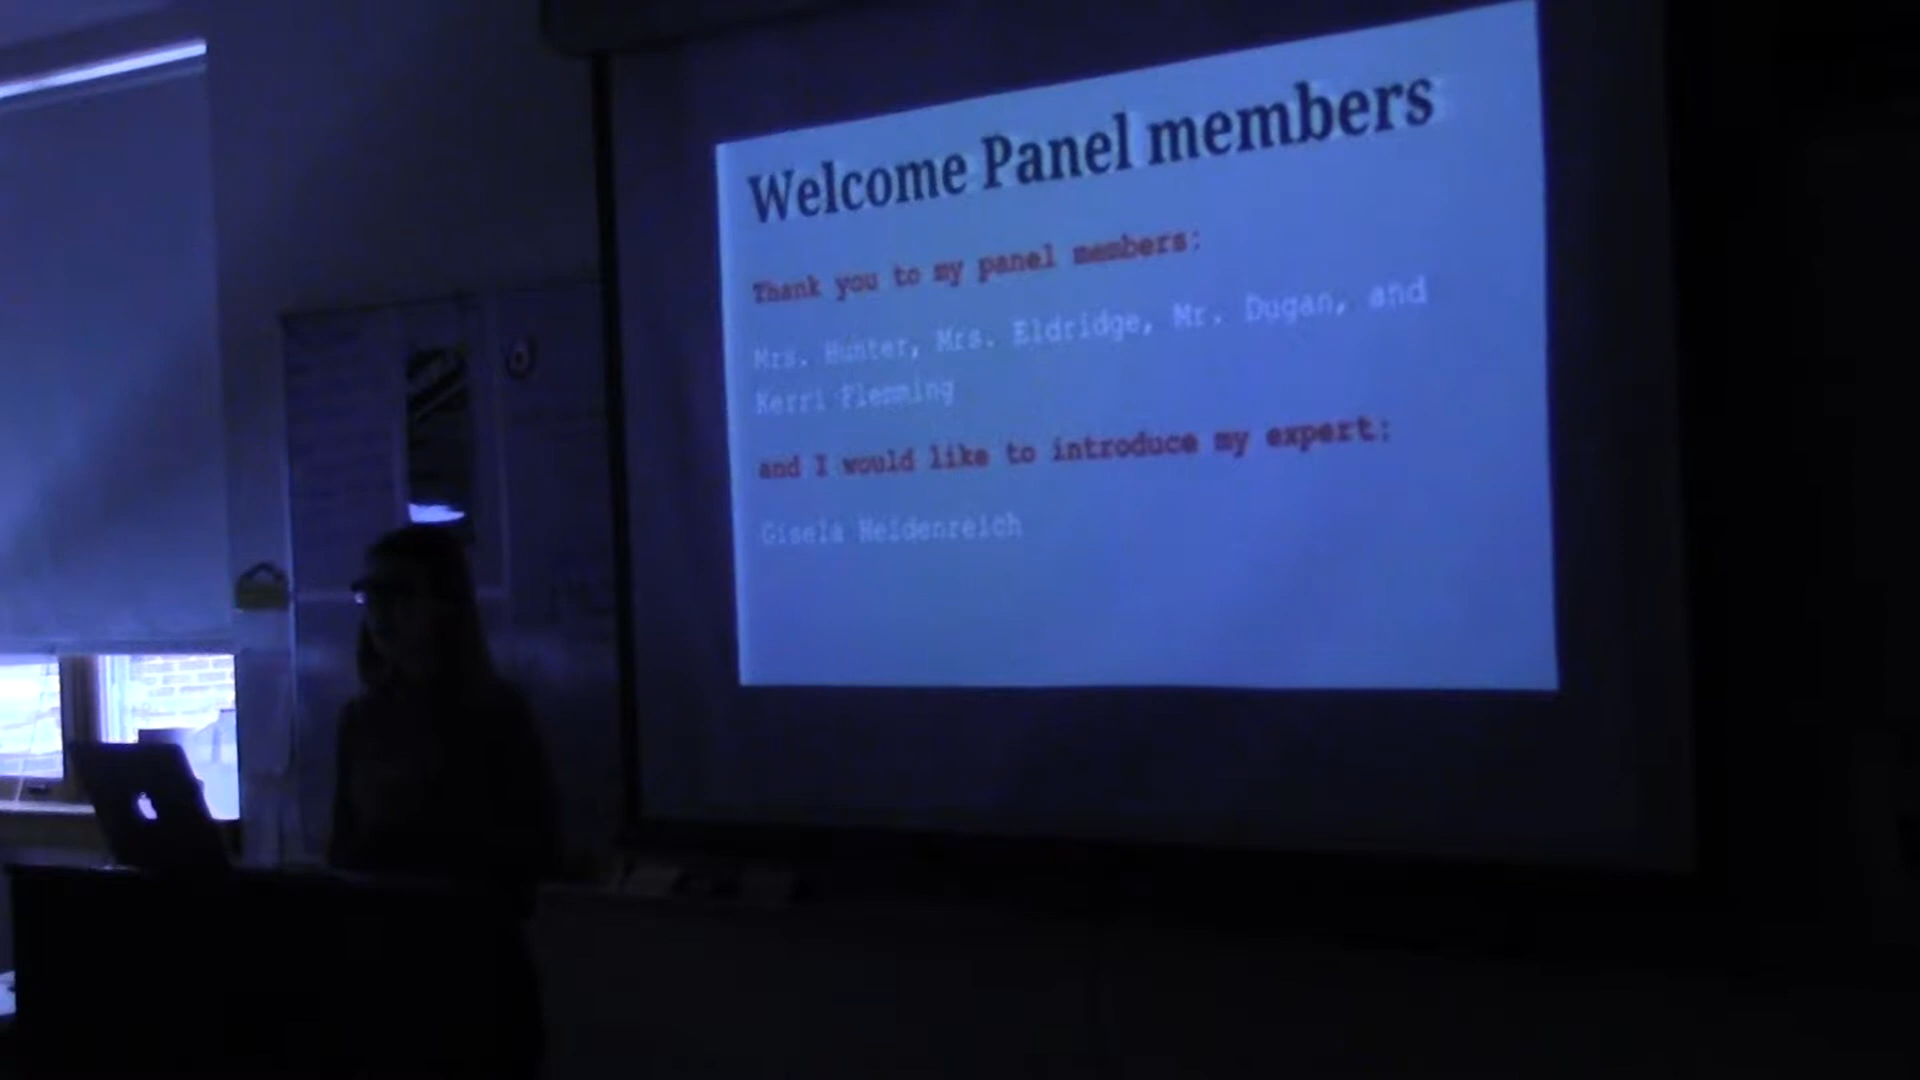 Welcome Panel members
Thank you to my panel members:
Mrs. Hunter, Mrs. Eldridge, Mr. Dugan, and
Kerri Flemming
and I would like to introduce my expert:
Gisela Heidenreich